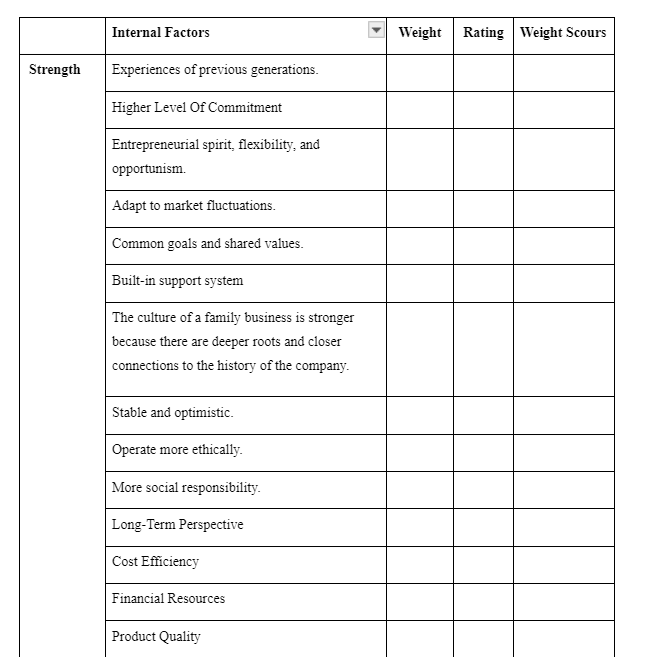 Internal Factors Weight Rating Weight Scours
Strength Experiences of previous generations.
Higher Level Of Commitment
Entrepreneurial spirit, flexibility, and
opportunism.
Adapt to market fluctuations.
Common goals and shared values.
Built-in support system
The culture of a family business is stronger
because there are deeper roots and closer
connections to the history of the company.
Stable and optimistic.
Operate more ethically.
More social responsibility.
Long-Term Perspective
Cost Efficiency
Financial Resources
Product Quality